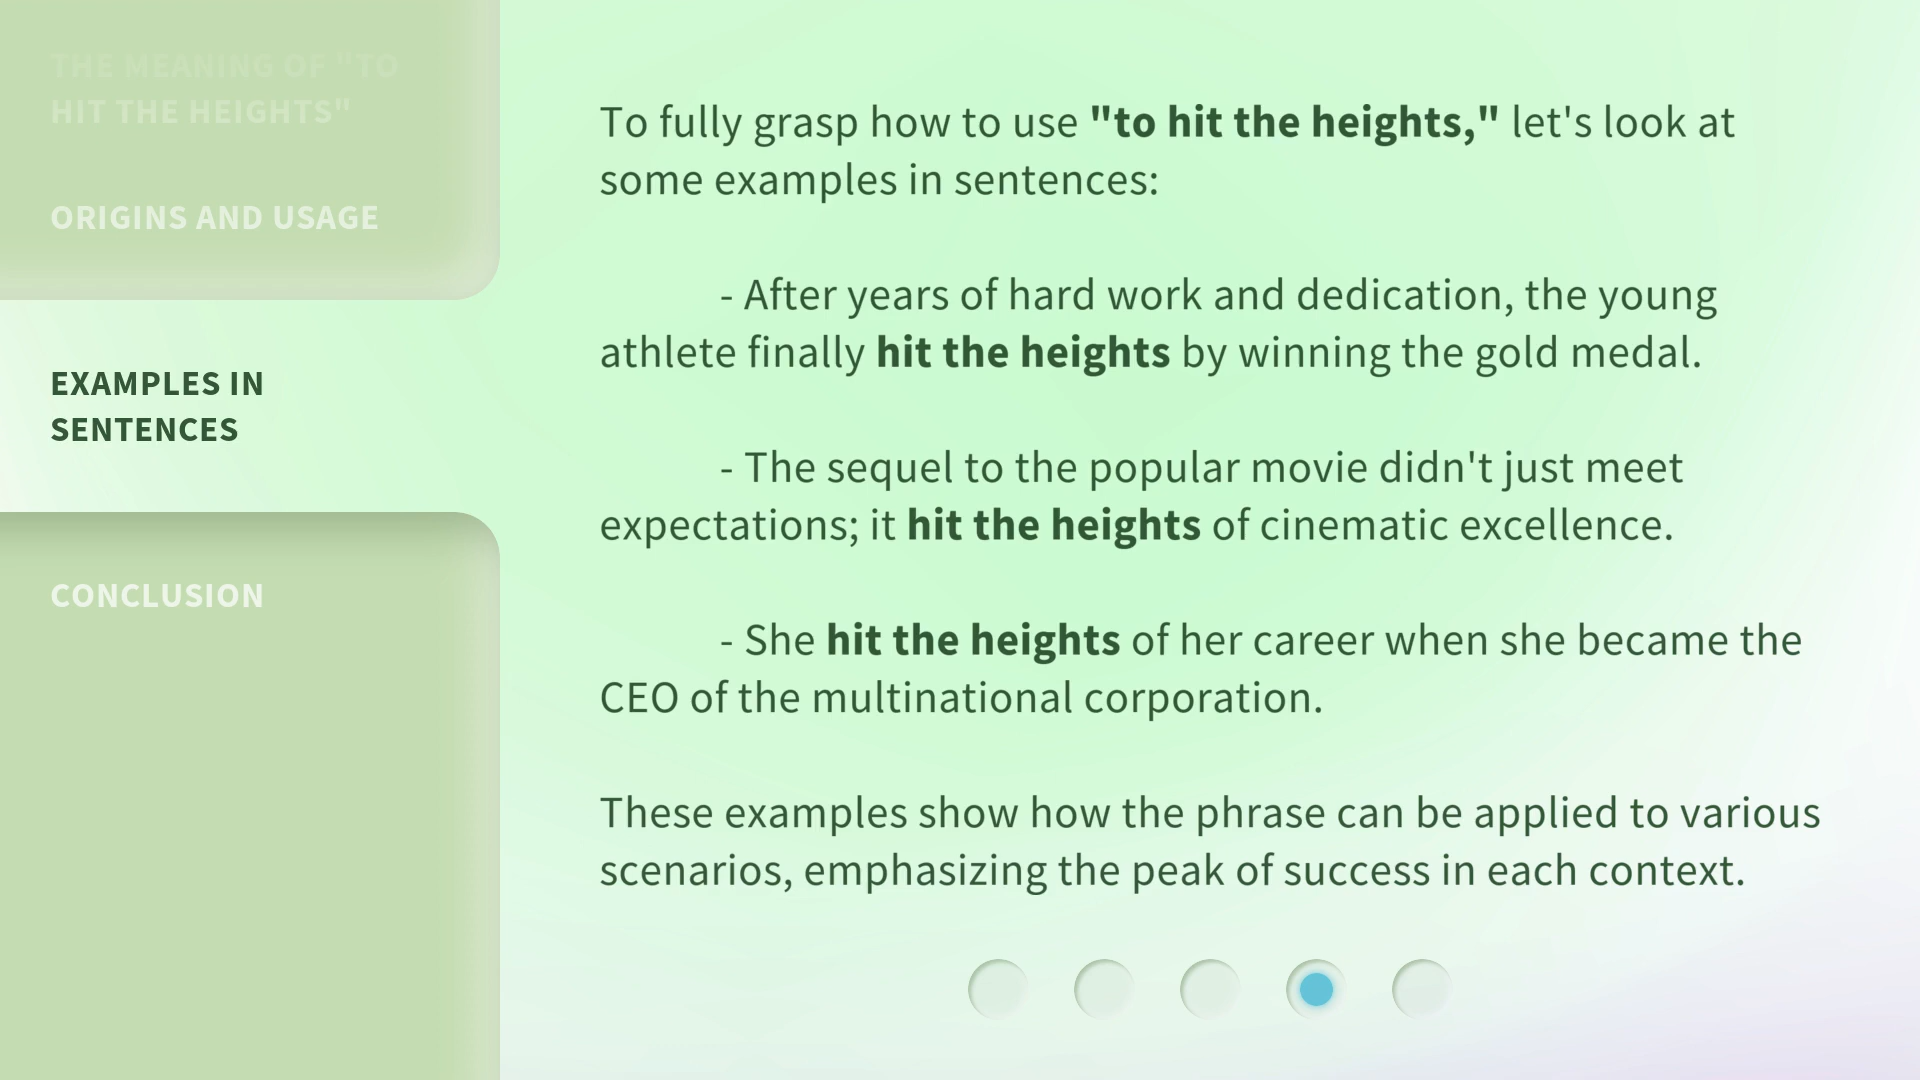 THE MEANING OF "TO
HIT THE HEIGHTS"
ORIGINS AND USAGE
EXAMPLES IN
SENTENCES
CONCLUSION
To fully grasp how to use "to hit the heights," let's look at
some examples in sentences:
- After years of hard work and dedication, the young
athlete finally hit the heights by winning the gold medal.
- The sequel to the popular movie didn't just meet
expectations; it hit the heights of cinematic excellence.
- She hit the heights of her career when she became the
CEO of the multinational corporation.
These examples show how the phrase can be applied to various
scenarios, emphasizing the peak of success in each context.